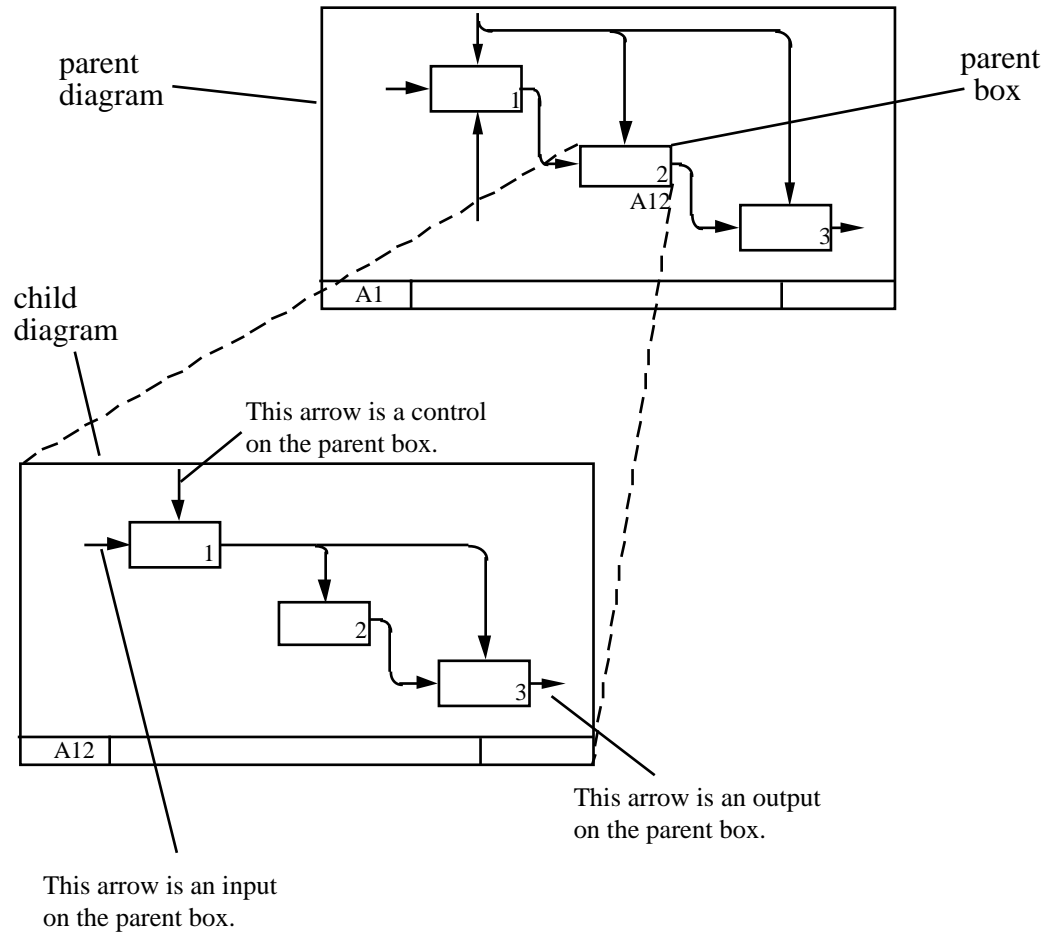 parent
diagram
parent
box
1
2
A12
3
A1
child
diagram
This arrow is a control
on the parent box.
1
2
3
A12
This arrow is an output
on the parent box.
This arrow is an input
on the parent box.